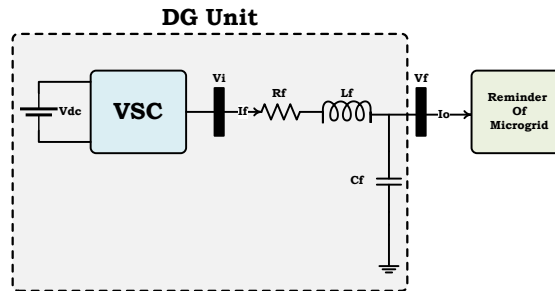 DG Unit
Vdc
VSC
Vi
If
Rf
Lf
Cf
Vf
Io
Reminder
Of
Microgrid